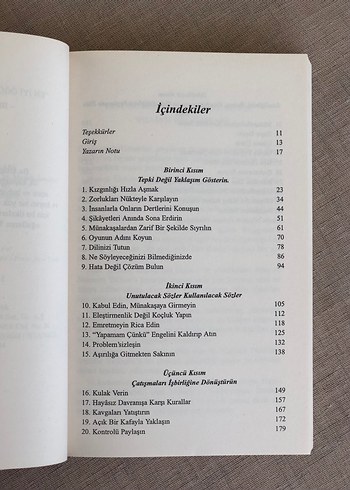 İçindekiler
Teşekkürler 11
Giriş 13
Yazarın Notu 17
Birinci Kısım
Tepki Değil Yaklaşım Gösterin.
1. Kızgınlığı Hızla Aşmak 23
2. Zorlukları Nükteyle Karşılayın 34
3. İnsanlarla Onların Dertlerini Konuşun 44
4. Şikâyetleri Anında Sona Erdirin 51
5. Münakaşalardan Zarif Bir Şekilde Sıyrılın 61
6. Oyunun Adını Koyun 70
7. Dilinizi Tutun 78
8. Ne Söyleyeceğinizi Bilmediğinizde 86
9. Hata Değil Çözüm Bulun 94
İkinci Kısım
Unutulacak Sözler Kullanılacak Sözler
10. Kabul Edin, Münakaşaya Girmeyin 105
11. Eleştirmenlik Değil Koçluk Yapın 112
12. Emretmeyin Rica Edin 118
13. “Yapamam Çünkü” Engelini Kaldırıp Atın 125
14. Problem'sizleşin 132
15. Aşırılığa Gitmekten Sakının 138
Üçüncü Kısım
Çatışmaları İşbirliğine Dönüştürün
16. Kulak Verin 149
17. Hayâsız Davranışa Karşı Kurallar 157
18. Kavgaları Yatıştırın 167
19. Açık Bir Kafayla Yaklaşın 172
20. Kontrolü Paylaşın 179